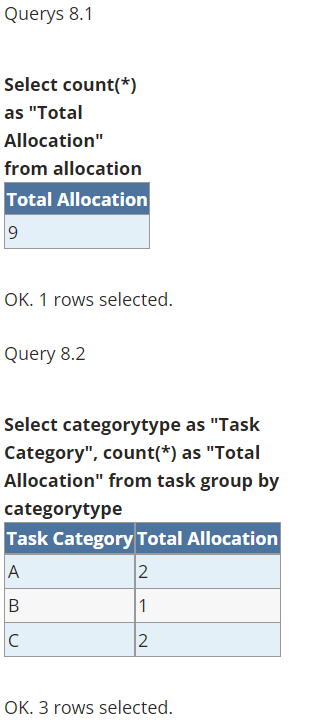 Querys 8.1
Select count(*)
as "Total
Allocation"
from allocation
Total Allocation
9
OK. 1 rows selected.
Query 8.2
Select categorytype as "Task
Category", count(*) as "Total
Allocation" from task group by
categorytype
Task Category Total Allocation
A 2
B 1
C 2
OK. 3 rows selected.